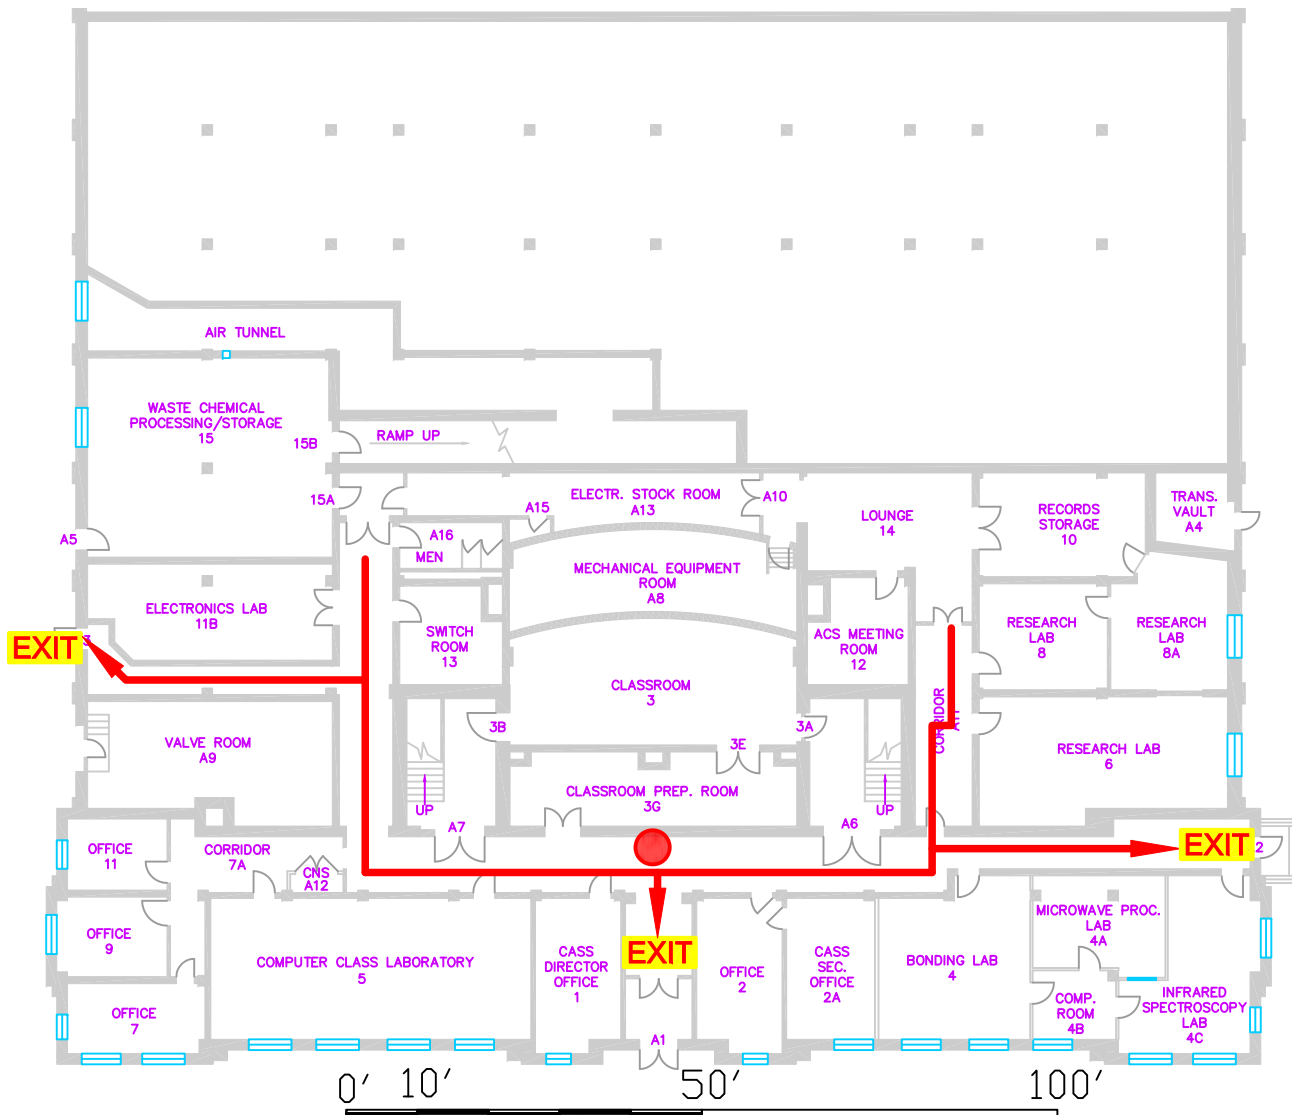 AIR TUNNEL
WASTE CHEMICAL
PROCESSING/STORAGE
15
15B
RAMP UP
15A
A5
A16
MEN
A15
ELECTR. STOCK ROOM
A13
A10
LOUNGE
14
RECORDS
STORAGE
10
TRANS.
VAULT
A4
MECHANICAL EQUIPMENT
ROOM
A8
ELECTRONICS LAB
11B
3
EXIT
SWITCH
ROOM
13
ACS MEETING
ROOM
12
RESEARCH
LAB
8
RESEARCH
LAB
8A
CLASSROOM
3
3B
3A
3E
CORRIDOR
A11
VALVE ROOM
A9
RESEARCH LAB
6
CLASSROOM PREP. ROOM
3G
UP
UP
A7
A6
OFFICE
11
CORRIDOR
7A
CNS
A12
EXIT
2
OFFICE
9
COMPUTER CLASS LABORATORY
5
CASS
DIRECTOR
OFFICE
1
EXIT
OFFICE
2
CASS
SEC.
OFFICE
2A
BONDING LAB
4
MICROWAVE PROC.
LAB
4A
COMP.
ROOM
4B
INFRARED
SPECTROSCOPY
LAB
4C
OFFICE
7
A1
0' 10' 50' 100'